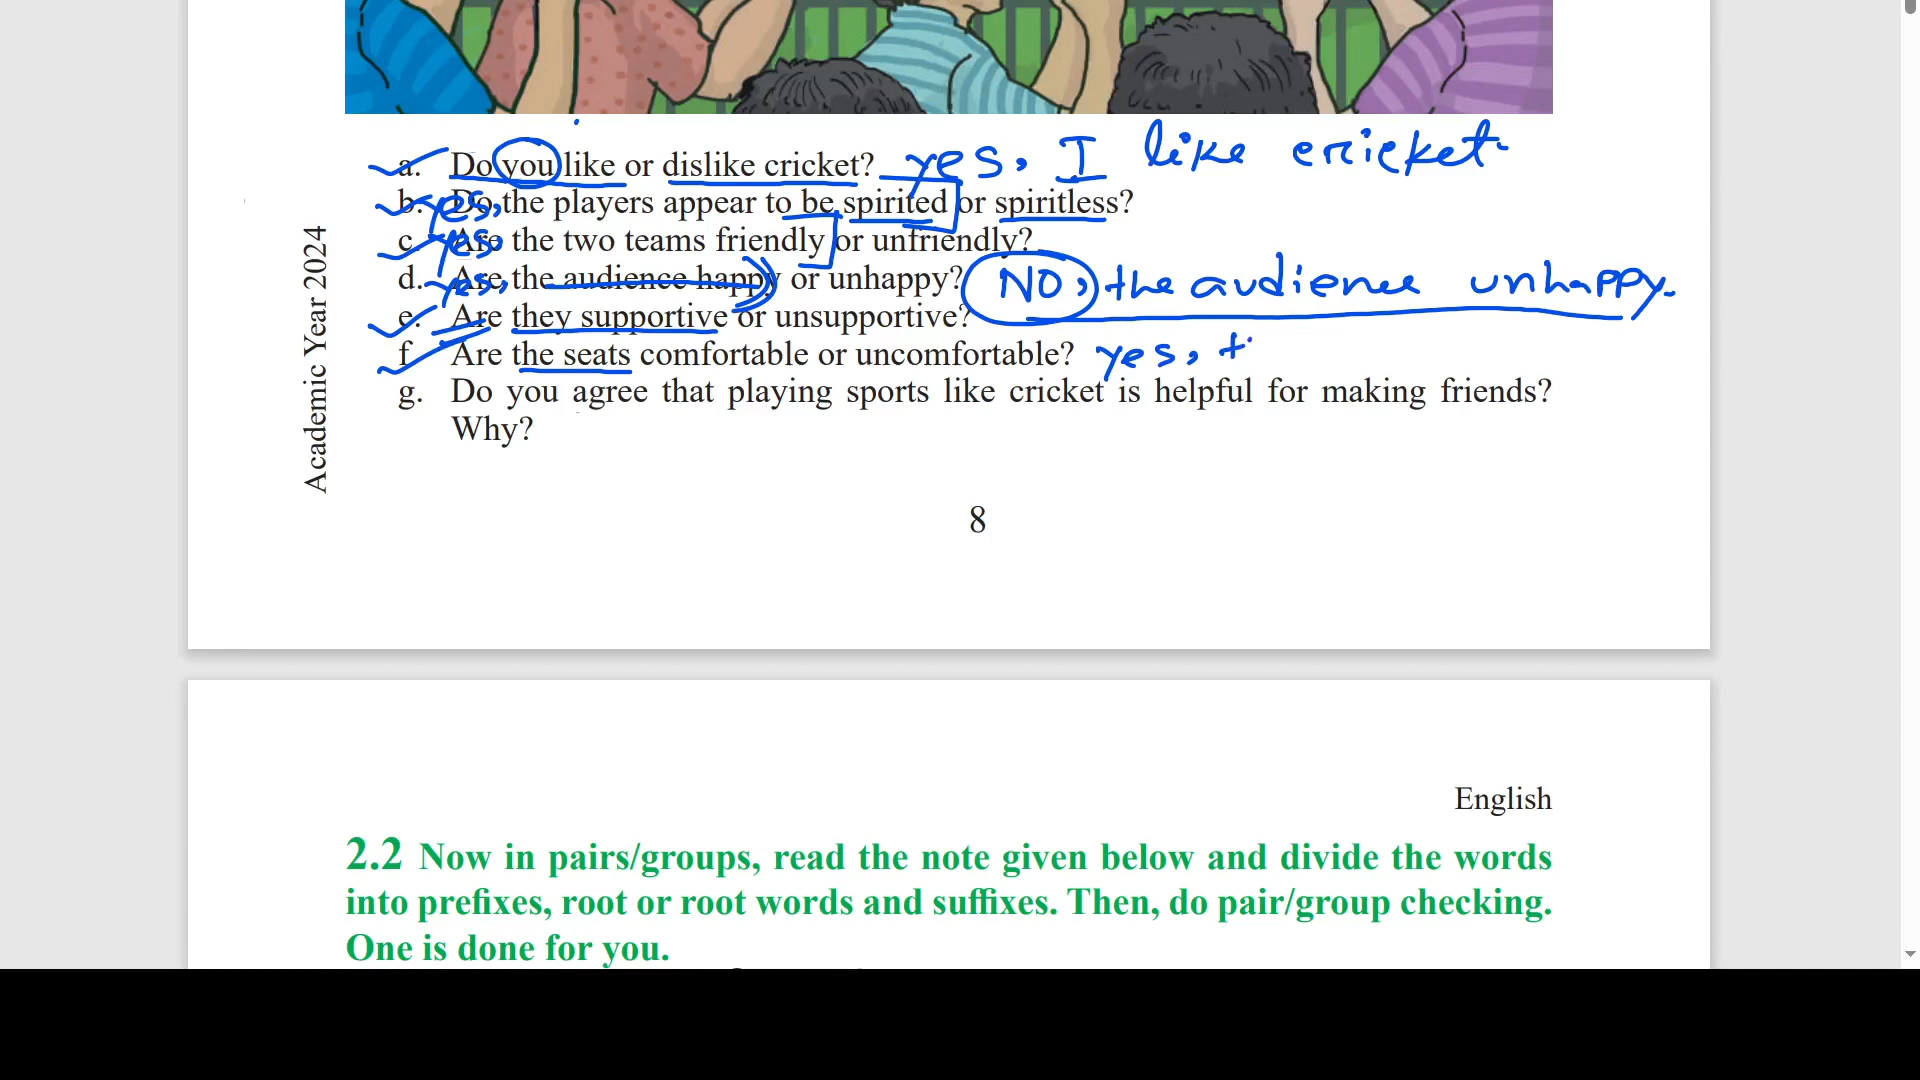 a. Do you like or dislike cricket? yes, I like cricket.
b. yes, Do the players appear to be spirited or spiritless?
c. yes Are the two teams friendly or unfriendly?
d. yes, Are the audience happy or unhappy? NO, the audience unhappy.
e. Are they supportive or unsupportive?
f. Are the seats comfortable or uncomfortable? yes, t
g. Do you agree that playing sports like cricket is helpful for making friends?
Why?
Academic Year 2024
8
English
2.2 Now in pairs/groups, read the note given below and divide the words
into prefixes, root or root words and suffixes. Then, do pair/group checking.
One is done for you.